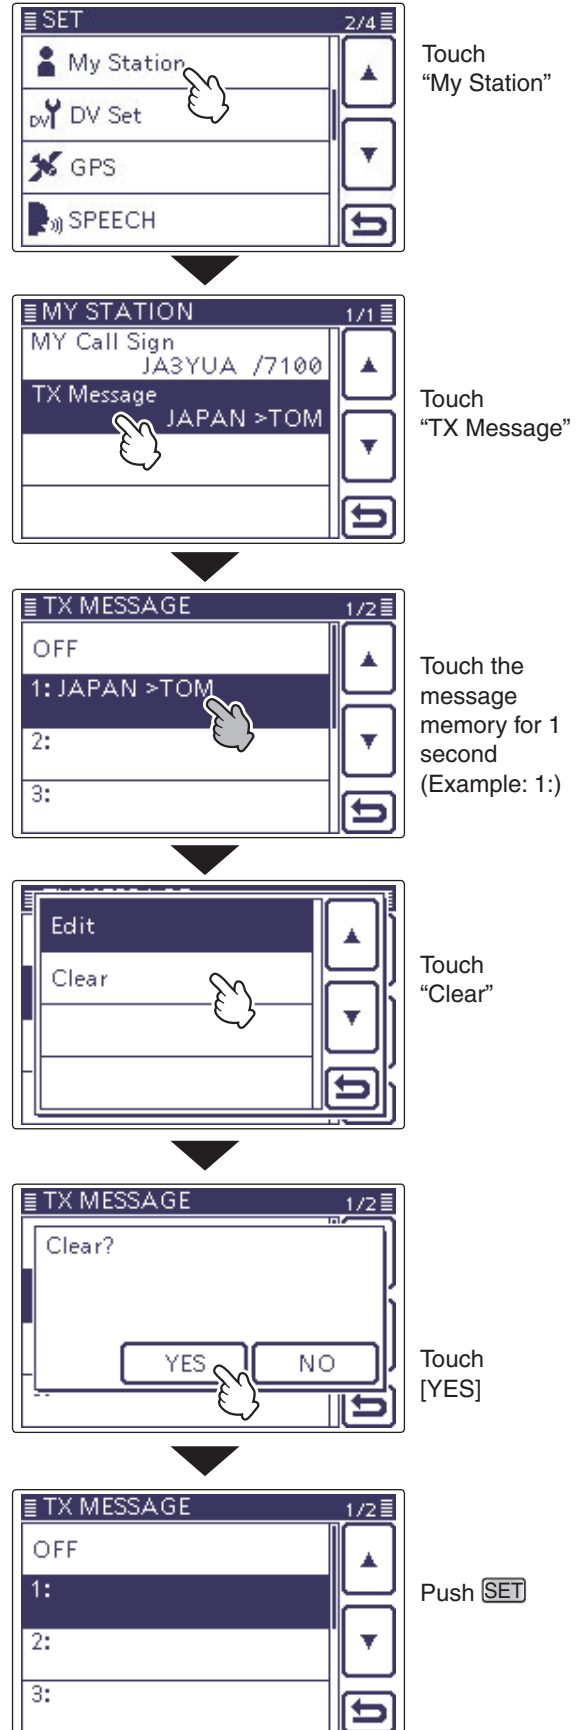 SET 2/4
My Station
DV Set
GPS
SPEECH
Touch
“My Station”
MY STATION 1/1
MY Call Sign
JA3YUA /7100
TX Message
JAPAN >TOM
Touch
“TX Message”
TX MESSAGE 1/2
OFF
1: JAPAN >TOM
2:
3:
Touch the
message
memory for 1
second
(Example: 1:)
Edit
Clear
Touch
“Clear”
TX MESSAGE 1/2
Clear?
YES NO
Touch
[YES]
TX MESSAGE 1/2
OFF
1:
2:
3:
Push SET